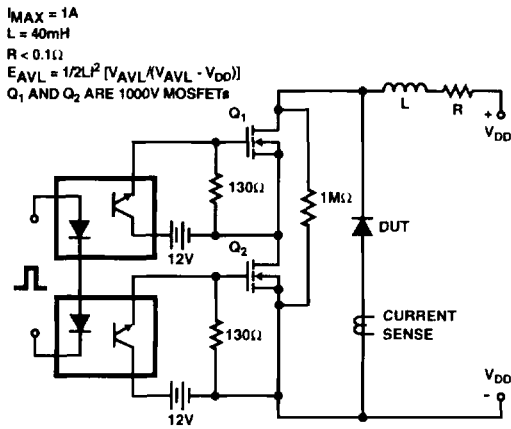 IMAX = 1A
L = 40mH
R < 0.1Ω
EAVL = 1/2LI² [VAVL/(VAVL - VDD)]
Q1 AND Q2 ARE 1000V MOSFETs
Q1
L
R
+
VDD
130Ω
1MΩ
DUT
12V
Q2
CURRENT
SENSE
130Ω
VDD
-
12V